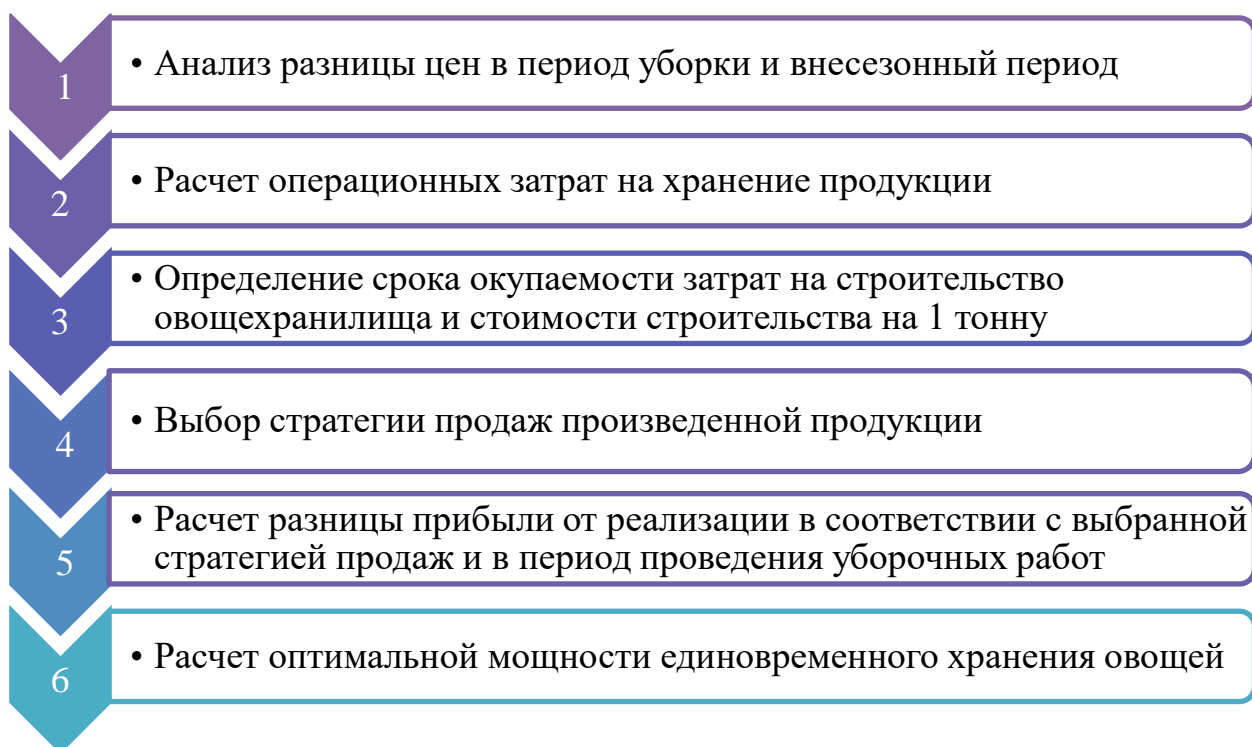 1
• Анализ разницы цен в период уборки и внесезонный период
2
• Расчет операционных затрат на хранение продукции
3
• Определение срока окупаемости затрат на строительство
овощехранилища и стоимости строительства на 1 тонну
4
• Выбор стратегии продаж произведенной продукции
5
• Расчет разницы прибыли от реализации в соответствии с выбранной
стратегией продаж и в период проведения уборочных работ
6
• Расчет оптимальной мощности единовременного хранения овощей